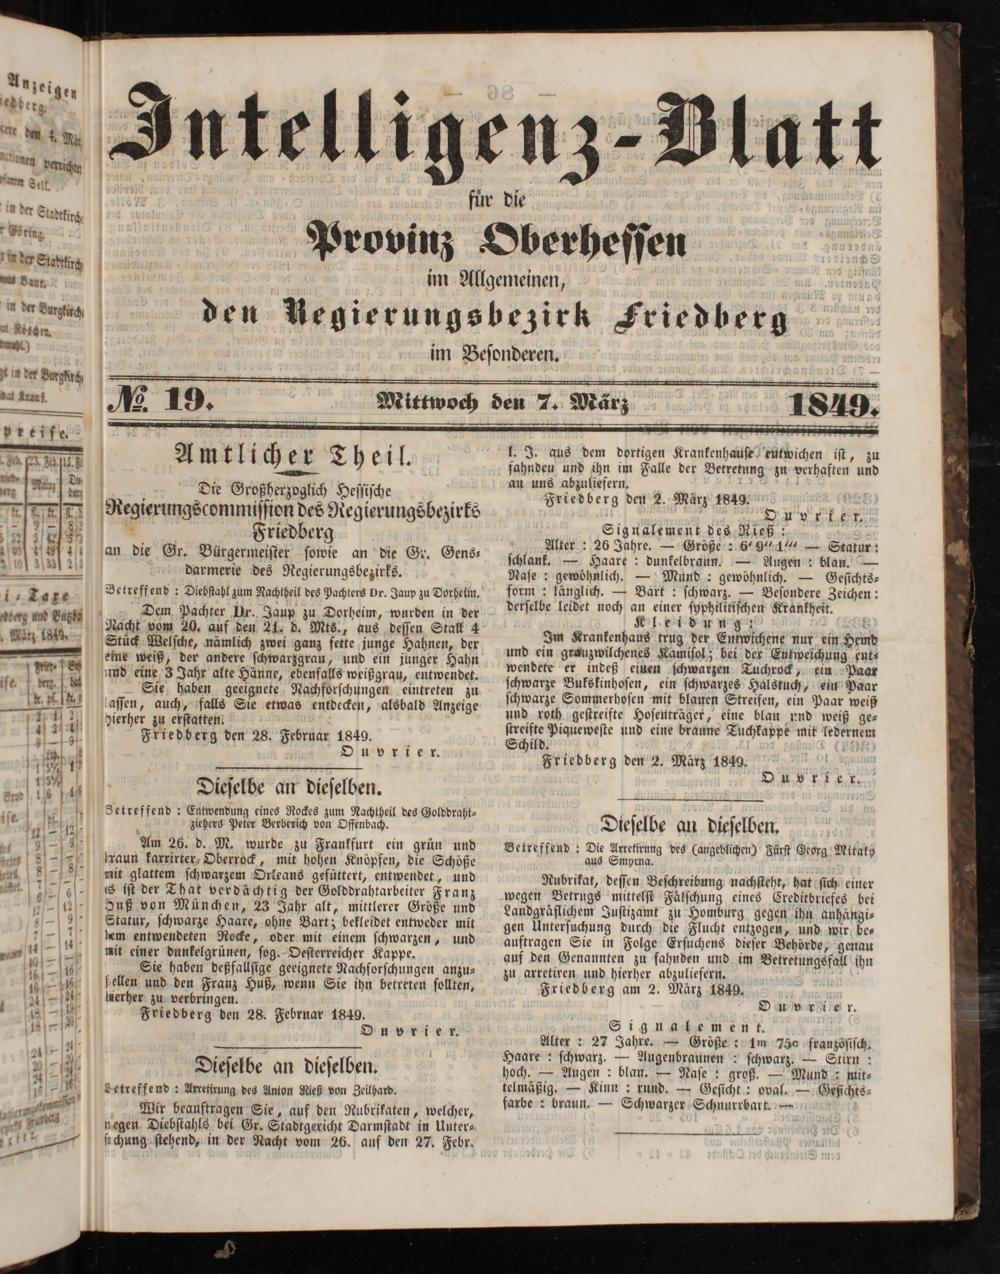 Intelligenz-Blatt
für die
Provinz Oberhessen
im Allgemeinen,
den Regierungsbezirk Friedberg
im Besonderen.
№ 19. Mittwoch den 7. März 1849.
Amtlicher Theil.
Die Großherzoglich Hessische
Regierungscommission des Regierungsbezirks
Friedberg
an die Gr. Bürgermeister sowie an die Gr. Gens-
darmerie des Regierungsbezirks.
Betreffend : Diebstahl zum Nachtheil des Pachters Dr. Jaup zu Dorheim.
Dem Pachter Dr. Jaup zu Dorheim, wurden in der
Nacht vom 20. auf den 21. d. Mts., aus dessen Stall 4
Stück Welsche, nämlich zwei ganz fette junge Hahnen, der
eine weiß, der andere schwarzgrau, und ein junger Hahn
und eine 3 Jahr alte Hänne, ebenfalls weißgrau, entwendet.
Sie haben geeignete Nachforschungen eintreten zu
lassen, auch, falls Sie etwas entdecken, alsbald Anzeige
hierher zu erstatten.
Friedberg den 28. Februar 1849.
Ouvrier.
Dieselbe an dieselben.
Betreffend : Entwendung eines Rockes zum Nachtheil des Golddraht-
ziehers Peter Berberich von Offenbach.
Am 26. d. M. wurde zu Frankfurt ein grün und
braun karrirter Oberrock, mit hohen Knöpfen, die Schöße
mit glattem schwarzem Orleans gefüttert, entwendet, und
es ist der That verdächtig der Golddrahtarbeiter Franz
Huß von München, 23 Jahr alt, mittlerer Größe und
Statur, schwarze Haare, ohne Bart; bekleidet entweder mit
dem entwendeten Rocke, oder mit einem schwarzen, und
mit einer dunkelgrünen, sog. Oesterreicher Kappe.
Sie haben deßfallsige geeignete Nachforschungen anzu-
stellen und den Franz Huß, wenn Sie ihn betreten sollten,
hierher zu verbringen.
Friedberg den 28. Februar 1849.
Ouvrier.
Dieselbe an dieselben.
Betreffend : Arretirung des Anton Rieß von Zeilhard.
Wir beauftragen Sie, auf den Rubrikaten, welcher,
wegen Diebstahls bei Gr. Stadtgericht Darmstadt in Unter-
suchung stehend, in der Nacht vom 26. auf den 27. Febr.
l. J. aus dem dortigen Krankenhause entwichen ist, zu
fahnden und ihn im Falle der Betretung zu verhaften und
an uns abzuliefern.
Friedberg den 2. März 1849.
Ouvrier.
Signalement des Rieß:
Alter : 26 Jahre. — Größe : 6' 9" 1''' — Statur :
schlank. — Haare : dunkelbraun. — Augen : blau. —
Nase : gewöhnlich. — Mund : gewöhnlich. — Gesichts-
form : länglich. — Bart : schwarz. — Besondere Zeichen :
derselbe leidet noch an einer syphilitischen Krankheit.
Kleidung:
Im Krankenhaus trug der Entwichene nur ein Hemd
und ein grauzwilchenes Kamisol; bei der Entweichung ent-
wendete er indeß einen schwarzen Tuchrock, ein Paar
schwarze Bukskinhosen, ein schwarzes Halstuch, ein Paar
schwarze Sommerhosen mit blauen Streifen, ein Paar weiß
und roth gestreifte Hosenträger, eine blau und weiß ge-
streifte Piqueweste und eine braune Tuchkappe mit ledernem
Schild.
Friedberg den 2. März 1849.
Ouvrier.
Dieselbe an dieselben.
Betreffend : Die Arretirung des (angeblichen) Fürst Georg Mitaky
aus Smyrna.
Rubrikat, dessen Beschreibung nachsteht, hat sich einer
wegen Betrugs mittelst Fälschung eines Creditbriefes bei
Landgräflichem Justizamt zu Homburg gegen ihn anhängi-
gen Untersuchung durch die Flucht entzogen, und wir be-
auftragen Sie in Folge Ersuchens dieser Behörde, genau
auf den Genannten zu fahnden und im Betretungsfall ihn
zu arretiren und hierher abzuliefern.
Friedberg am 2. März 1849.
Ouvrier.
Signalement.
Alter : 27 Jahre. — Größe : 1m 75c französisch.
Haare : schwarz. — Augenbraunen : schwarz. — Stirn :
hoch. — Augen : blau. — Nase : groß. — Mund : mit-
telmäßig. — Kinn : rund. — Gesicht : oval. — Gesichts-
farbe : braun. — Schwarzer Schnurrbart. —